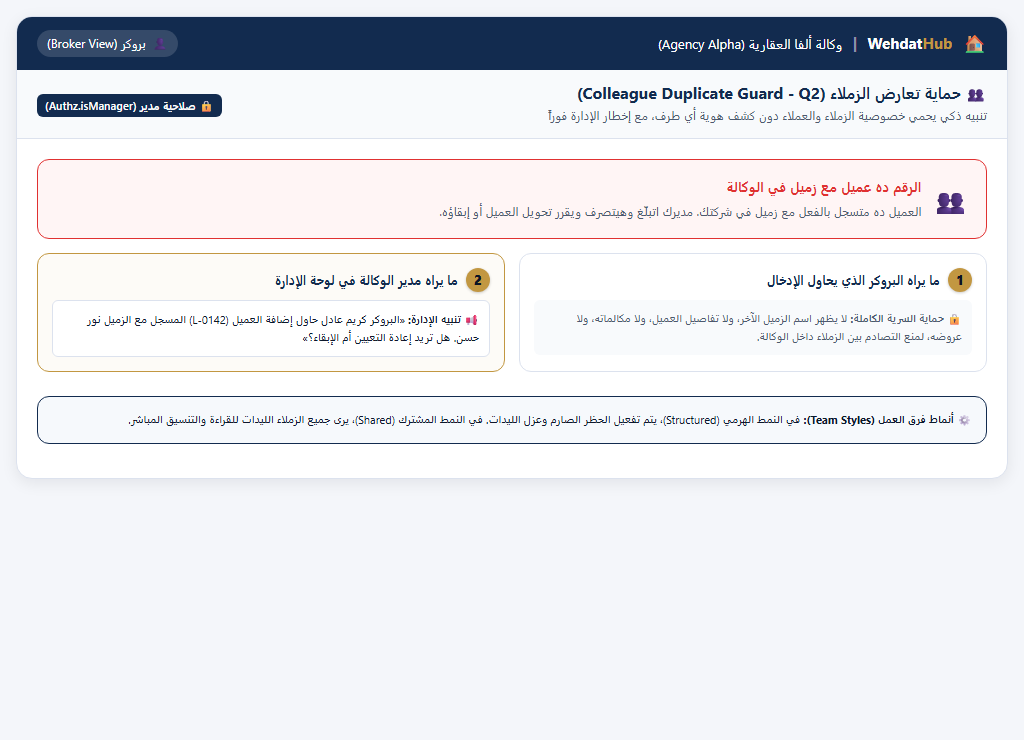 WehdatHub | وكالة ألفا العقارية (Agency Alpha)
بروكر (Broker View)
حماية تعارض الزملاء (Colleague Duplicate Guard - Q2)
تنبيه ذكي يحمي خصوصية الزملاء والعملاء دون كشف هوية أي طرف، مع إخطار الإدارة فوراً
صلاحية مدير (Authz.isManager)
الرقم ده عميل مع زميل في الوكالة
العميل ده متسجل بالفعل مع زميل في شركتك. مديرك اتبلّغ وهيتصرف ويقرر تحويل العميل أو إبقاؤه.
1 ما يراه البروكر الذي يحاول الإدخال
حماية السرية الكاملة: لا يظهر اسم الزميل الآخر، ولا تفاصيل العميل، ولا مكالماته، ولا
عروضه، لمنع التصادم بين الزملاء داخل الوكالة.
2 ما يراه مدير الوكالة في لوحة الإدارة
تنبيه الإدارة: «البروكر كريم عادل حاول إضافة العميل (L-0142) المسجل مع الزميل نور
حسن. هل تريد إعادة التعيين أم الإبقاء؟»
أنماط فرق العمل (Team Styles): في النمط الهرمي (Structured)، يتم تفعيل الحظر الصارم وعزل الليدات. في النمط المشترك (Shared)، يرى جميع الزملاء الليدات للقراءة والتنسيق المباشر.